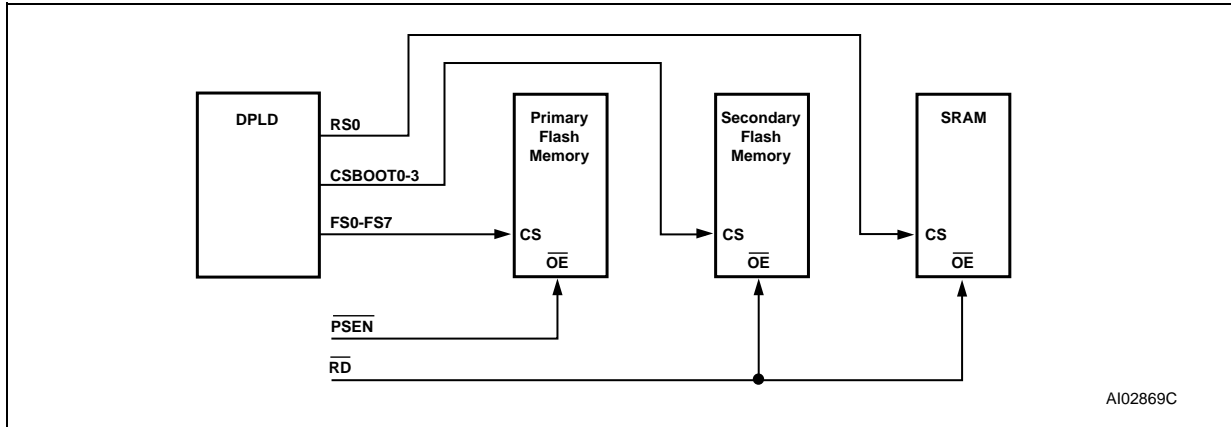 DPLD
RS0
CSBOOT0-3
FS0-FS7
Primary
Flash
Memory
CS
OE
Secondary
Flash
Memory
CS
OE
SRAM
CS
OE
PSEN
RD
AI02869C